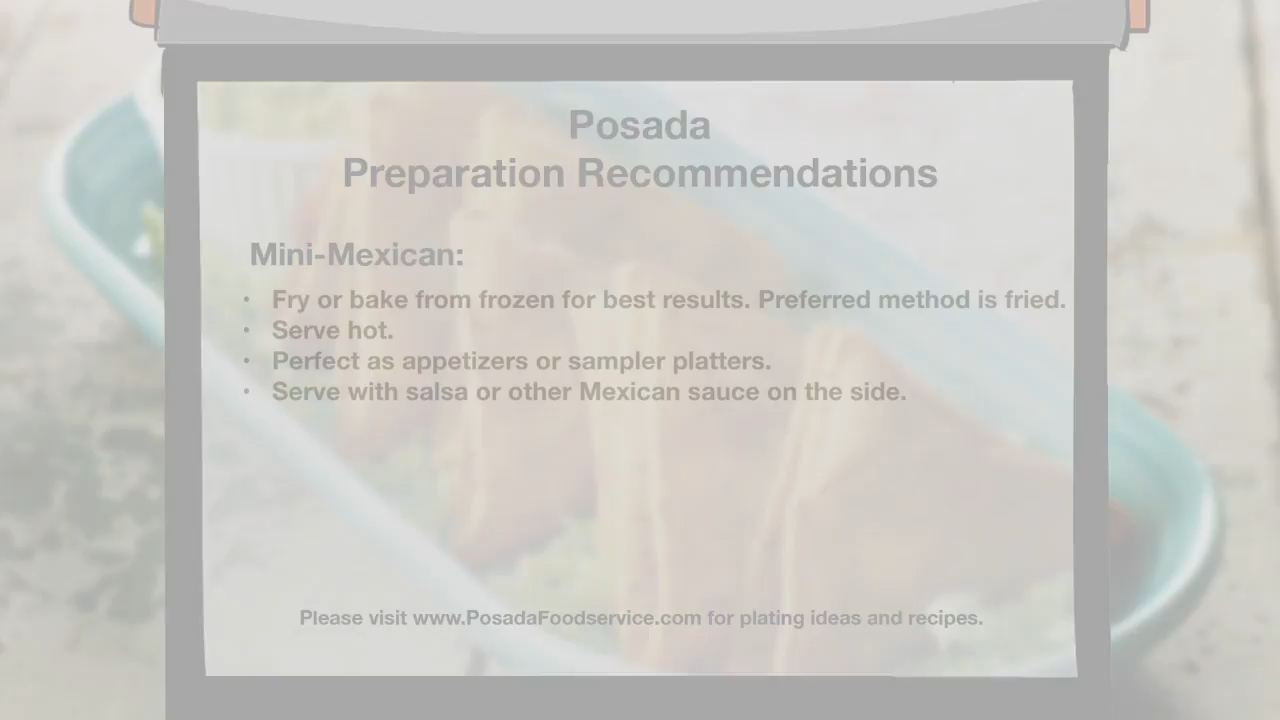 Posada
Preparation Recommendations
Mini-Mexican:
• Fry or bake from frozen for best results. Preferred method is fried.
• Serve hot.
• Perfect as appetizers or sampler platters.
• Serve with salsa or other Mexican sauce on the side.
Please visit www.PosadaFoodservice.com for plating ideas and recipes.